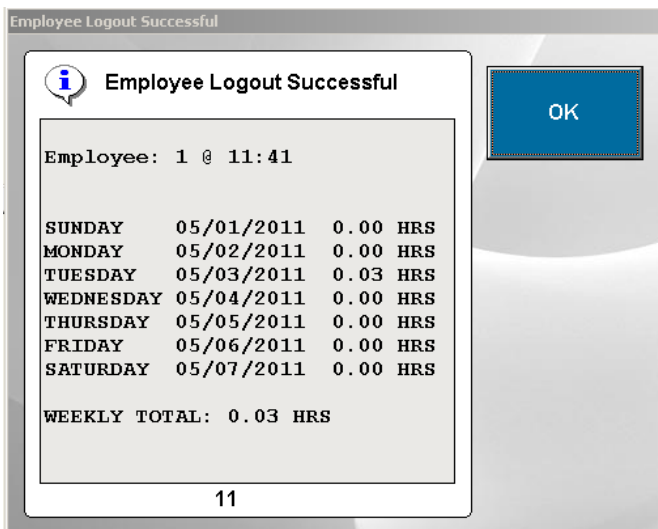 Employee Logout Successful
Employee Logout Successful
OK
Employee: 1 @ 11:41
SUNDAY 05/01/2011 0.00 HRS
MONDAY 05/02/2011 0.00 HRS
TUESDAY 05/03/2011 0.03 HRS
WEDNESDAY 05/04/2011 0.00 HRS
THURSDAY 05/05/2011 0.00 HRS
FRIDAY 05/06/2011 0.00 HRS
SATURDAY 05/07/2011 0.00 HRS
WEEKLY TOTAL: 0.03 HRS
11